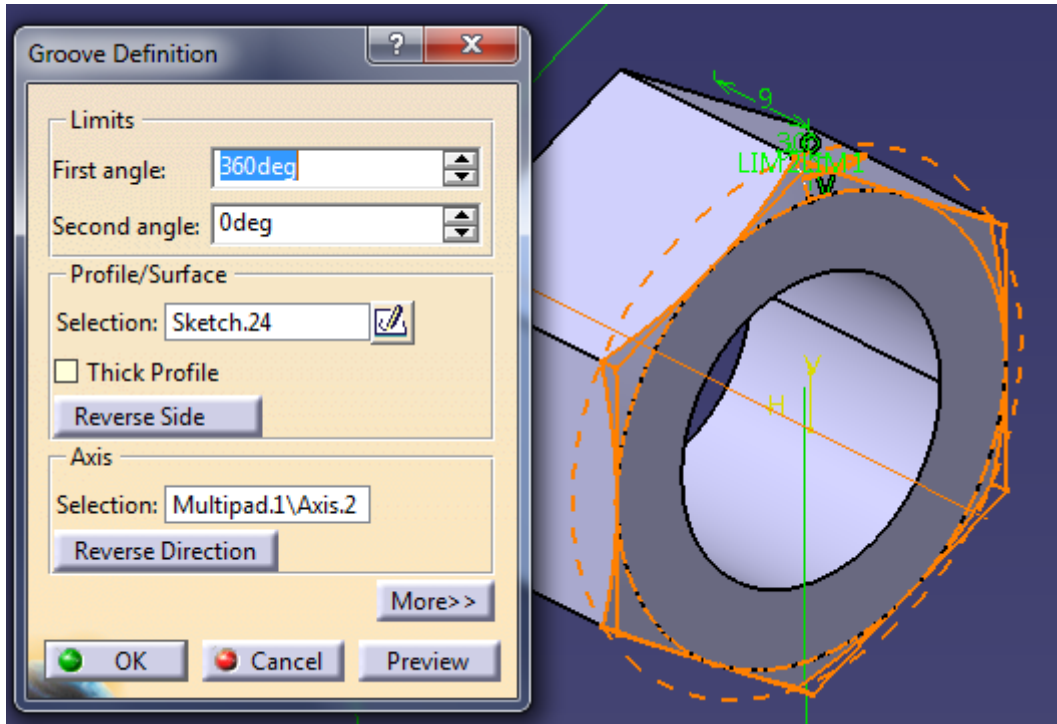 Groove Definition
?
X
Limits
First angle: 360deg
Second angle: 0deg
Profile/Surface
Selection: Sketch.24
Thick Profile
Reverse Side
Axis
Selection: Multipad.1\Axis.2
Reverse Direction
More>>
OK Cancel Preview
9
V
V
H